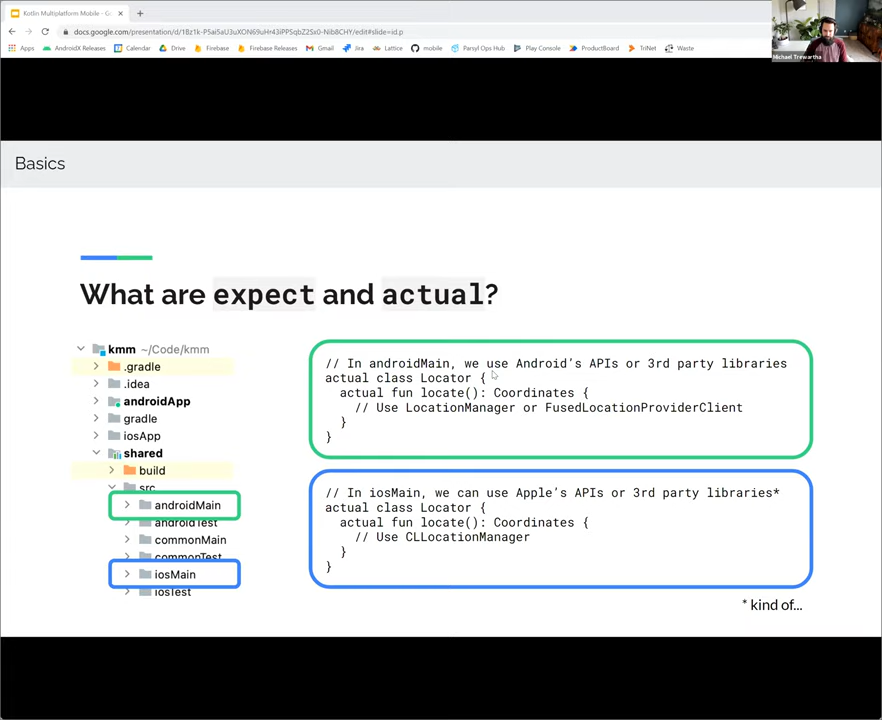 Kotlin Multiplatform Mobile - Go
docs.google.com/presentation/d/18z1k-P5ai5aU3uXON69uHr43iPPSqbZ2Sx0-Nib8CHY/edit#slide=id.p
Apps
AndroidX Releases
Calendar
Drive
Firebase
Firebase Releases
Gmail
Jira
Lattice
mobile
Parsyl Ops Hub
Play Console
ProductBoard
TriNet
Waste
Michael Trewartha
Basics
What are expect and actual?
kmm ~/Code/kmm
.gradle
.idea
androidApp
gradle
iosApp
shared
build
src
androidMain
androidTest
commonMain
commonTest
iosMain
iosTest
// In androidMain, we use Android's APIs or 3rd party libraries
actual class Locator {
actual fun locate(): Coordinates {
// Use LocationManager or FusedLocationProviderClient
}
}
// In iosMain, we can use Apple's APIs or 3rd party libraries*
actual class Locator {
actual fun locate(): Coordinates {
// Use CLLocationManager
}
}
* kind of...